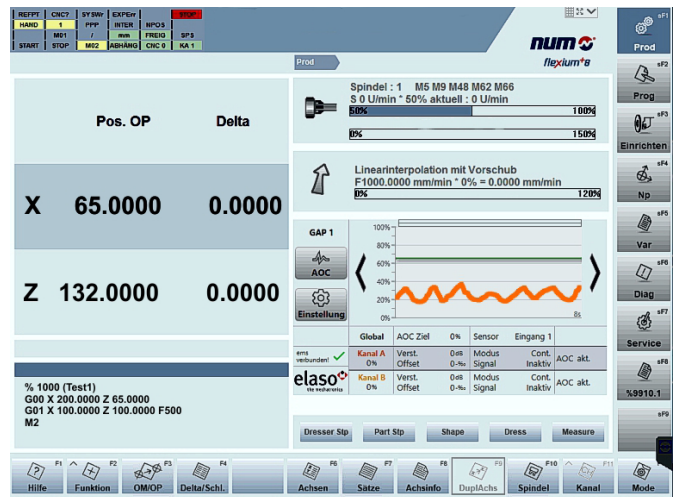 REFPT CNC? SYSWr EXPErr STOP
HAND 1 PPP INTER NPOS
M01 / mm FREIG SPS
START STOP M02 ABHÄNG CNC 0 KA 1
num
flexium+8
Prod
Pos. OP Delta
X 65.0000 0.0000
Z 132.0000 0.0000
Spindel : 1 M5 M9 M48 M62 M66
S 0 U/min * 50% aktuell : 0 U/min
50% 100%
0% 150%
Linearinterpolation mit Vorschub
F1000.0000 mm/min * 0% = 0.0000 mm/min
0% 120%
GAP 1
AOC
Einstellung
100%
80%
60%
40%
20%
0%
8s
Global AOC Ziel 0% Sensor Eingang 1
ems verbunden! Kanal A 0% Verst. 0dB Modus Cont. AOC akt.
Offset 0-‰ Signal Inaktiv
elaso Kanal B 0% Verst. 0dB Modus Cont. AOC akt.
Offset 0-‰ Signal Inaktiv
% 1000 (Test1)
G00 X 200.0000 Z 65.0000
G01 X 100.0000 Z 100.0000 F500
M2
Dresser Stp Part Stp Shape Dress Measure
F1 Hilfe
F2 Funktion
F3 OM/OP
F4 Delta/Schl.
F6 Achsen
F7 Sätze
F8 Achsinfo
F9 DuplAchs
F10 Spindel
F11 Kanal
Mode
sF1 Prod
sF2 Prog
sF3 Einrichten
sF4 Np
sF5 Var
sF6 Diag
sF7 Service
sF8 %9910.1
sF9